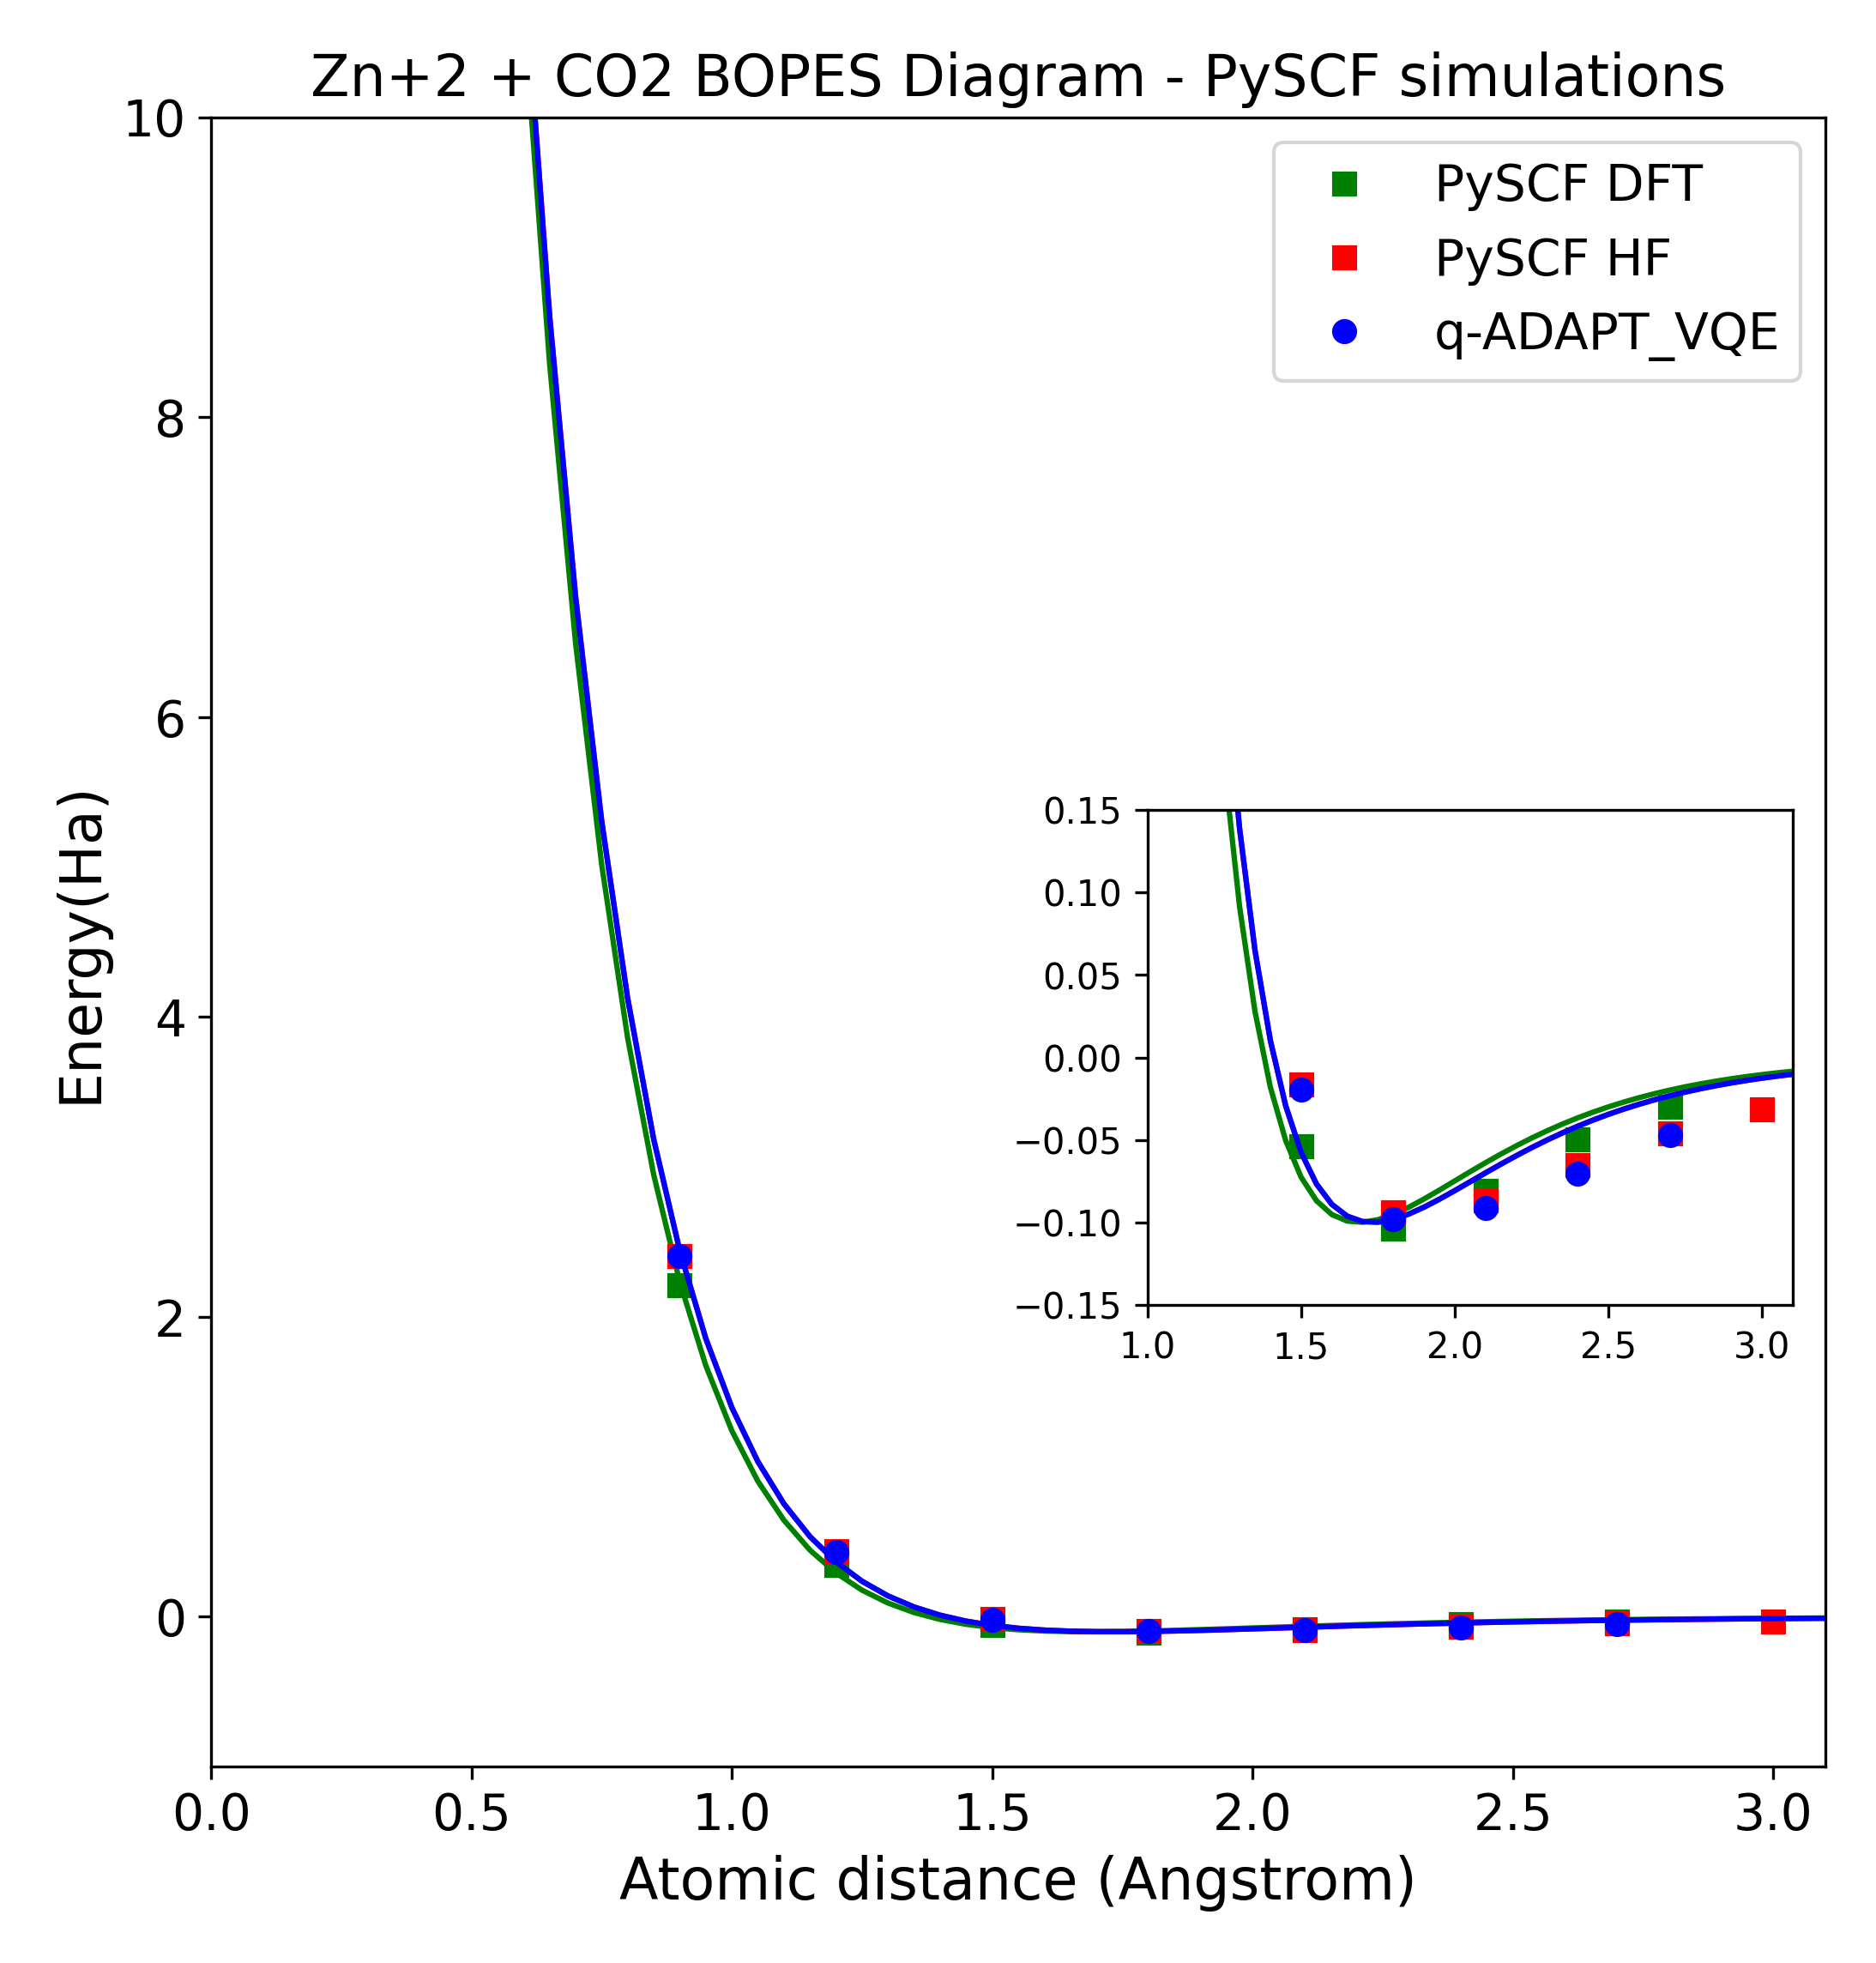 Zn+2 + CO2 BOPES Diagram - PySCF simulations
PySCF DFT
PySCF HF
q-ADAPT_VQE
Energy(Ha)
10
8
6
4
2
0
0.15
0.10
0.05
0.00
−0.05
−0.10
−0.15
1.0 1.5 2.0 2.5 3.0
0.0 0.5 1.0 1.5 2.0 2.5 3.0
Atomic distance (Angstrom)